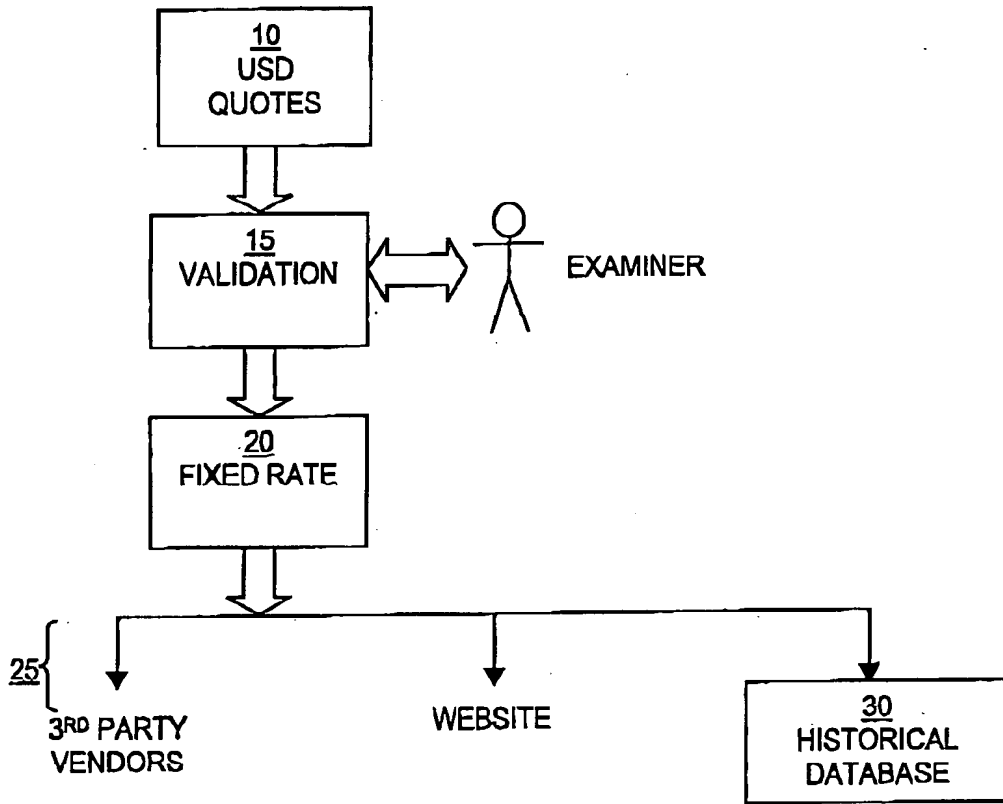 10
USD
QUOTES
15
VALIDATION
EXAMINER
20
FIXED RATE
25
3RD PARTY
VENDORS
WEBSITE
30
HISTORICAL
DATABASE